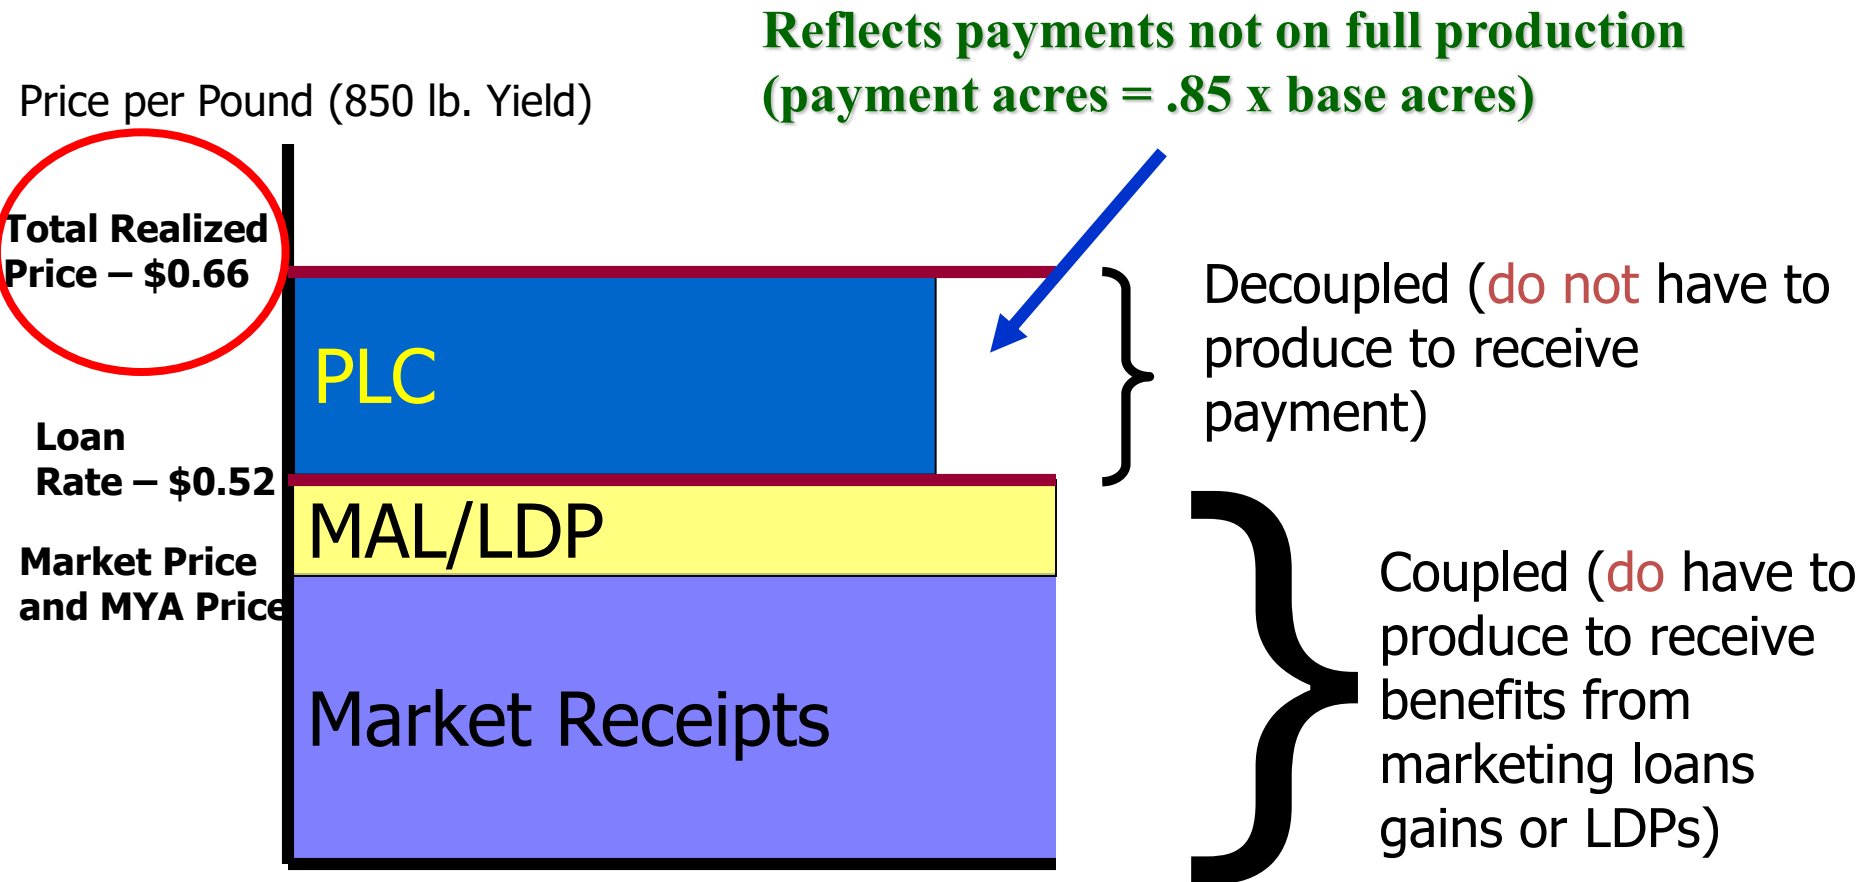 Reflects payments not on full production
(payment acres = .85 x base acres)
Price per Pound (850 lb. Yield)
Total Realized
Price – $0.66
Loan
Rate – $0.52
Market Price
and MYA Price
PLC
MAL/LDP
Market Receipts
Decoupled (do not have to
produce to receive
payment)
Coupled (do have to
produce to receive
benefits from
marketing loans
gains or LDPs)